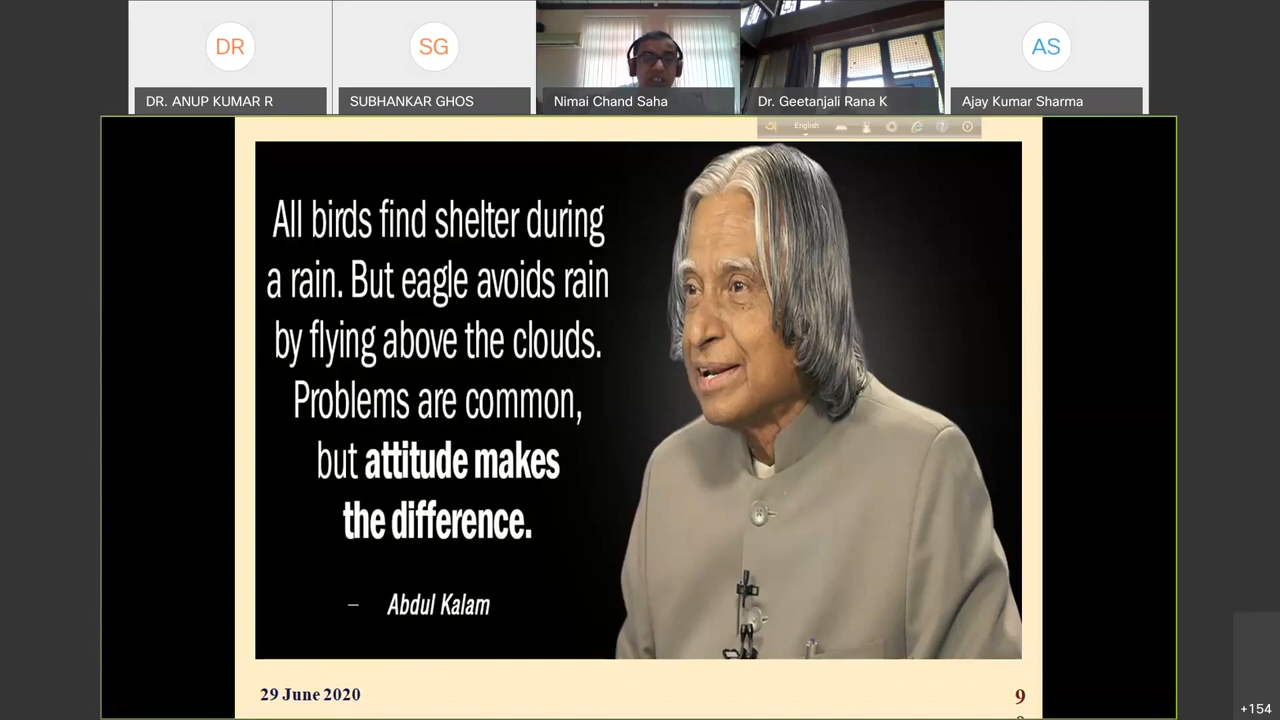 DR
SG
AS
DR. ANUP KUMAR R
SUBHANKAR GHOS
Nimai Chand Saha
Dr. Geetanjali Rana K
Ajay Kumar Sharma
English
All birds find shelter during
a rain. But eagle avoids rain
by flying above the clouds.
Problems are common,
but attitude makes
the difference.
– Abdul Kalam
29 June 2020
9
+154